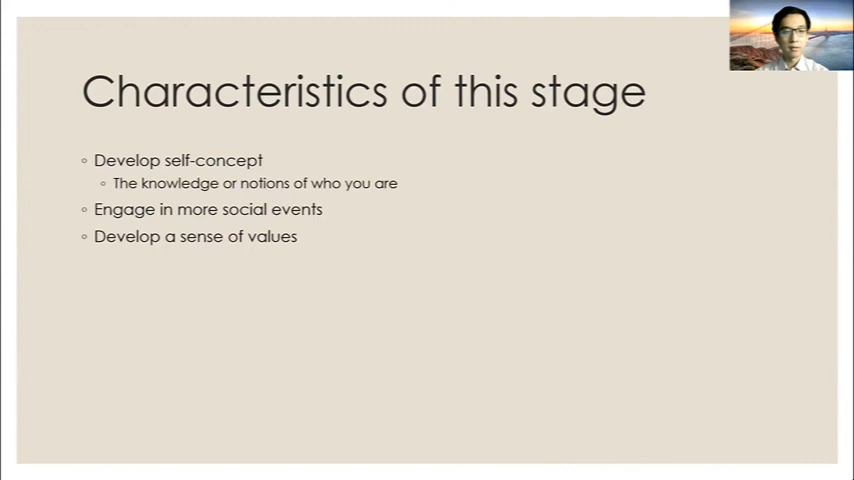 Characteristics of this stage
◦ Develop self-concept
◦ The knowledge or notions of who you are
◦ Engage in more social events
◦ Develop a sense of values